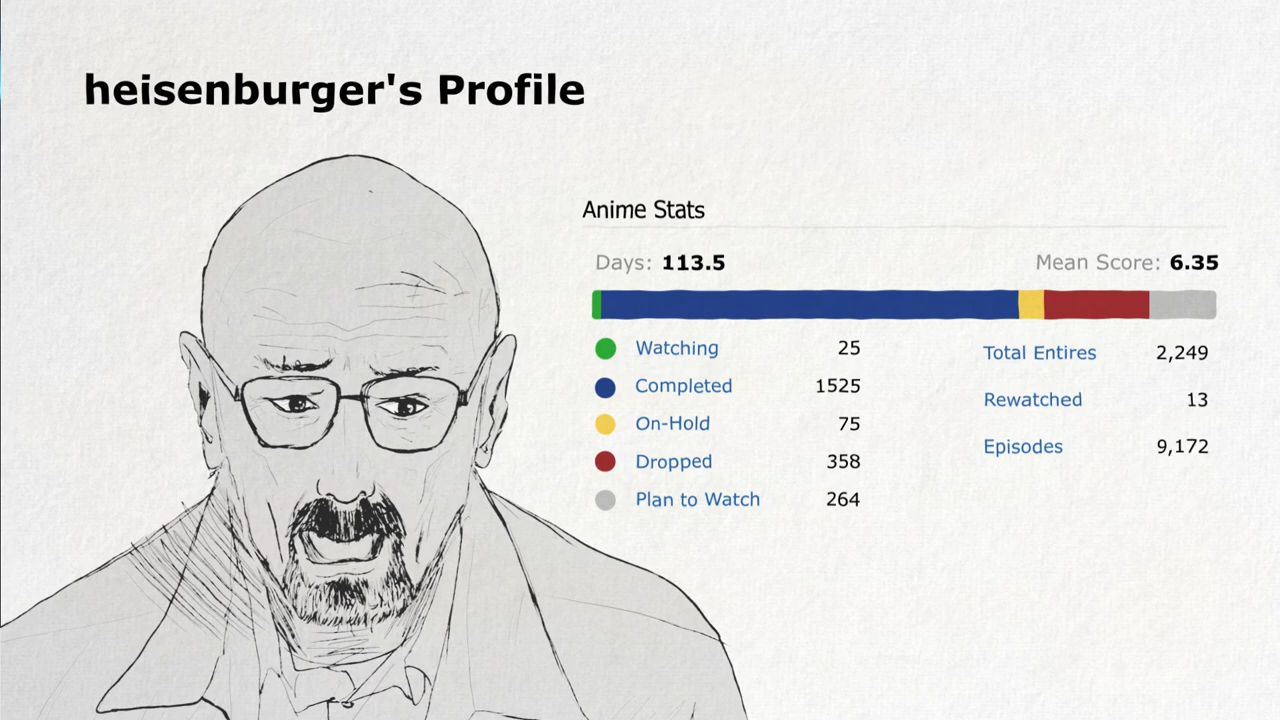 heisenburger's Profile
Anime Stats
Days: 113.5 Mean Score: 6.35
Watching 25
Completed 1525
On-Hold 75
Dropped 358
Plan to Watch 264
Total Entires 2,249
Rewatched 13
Episodes 9,172